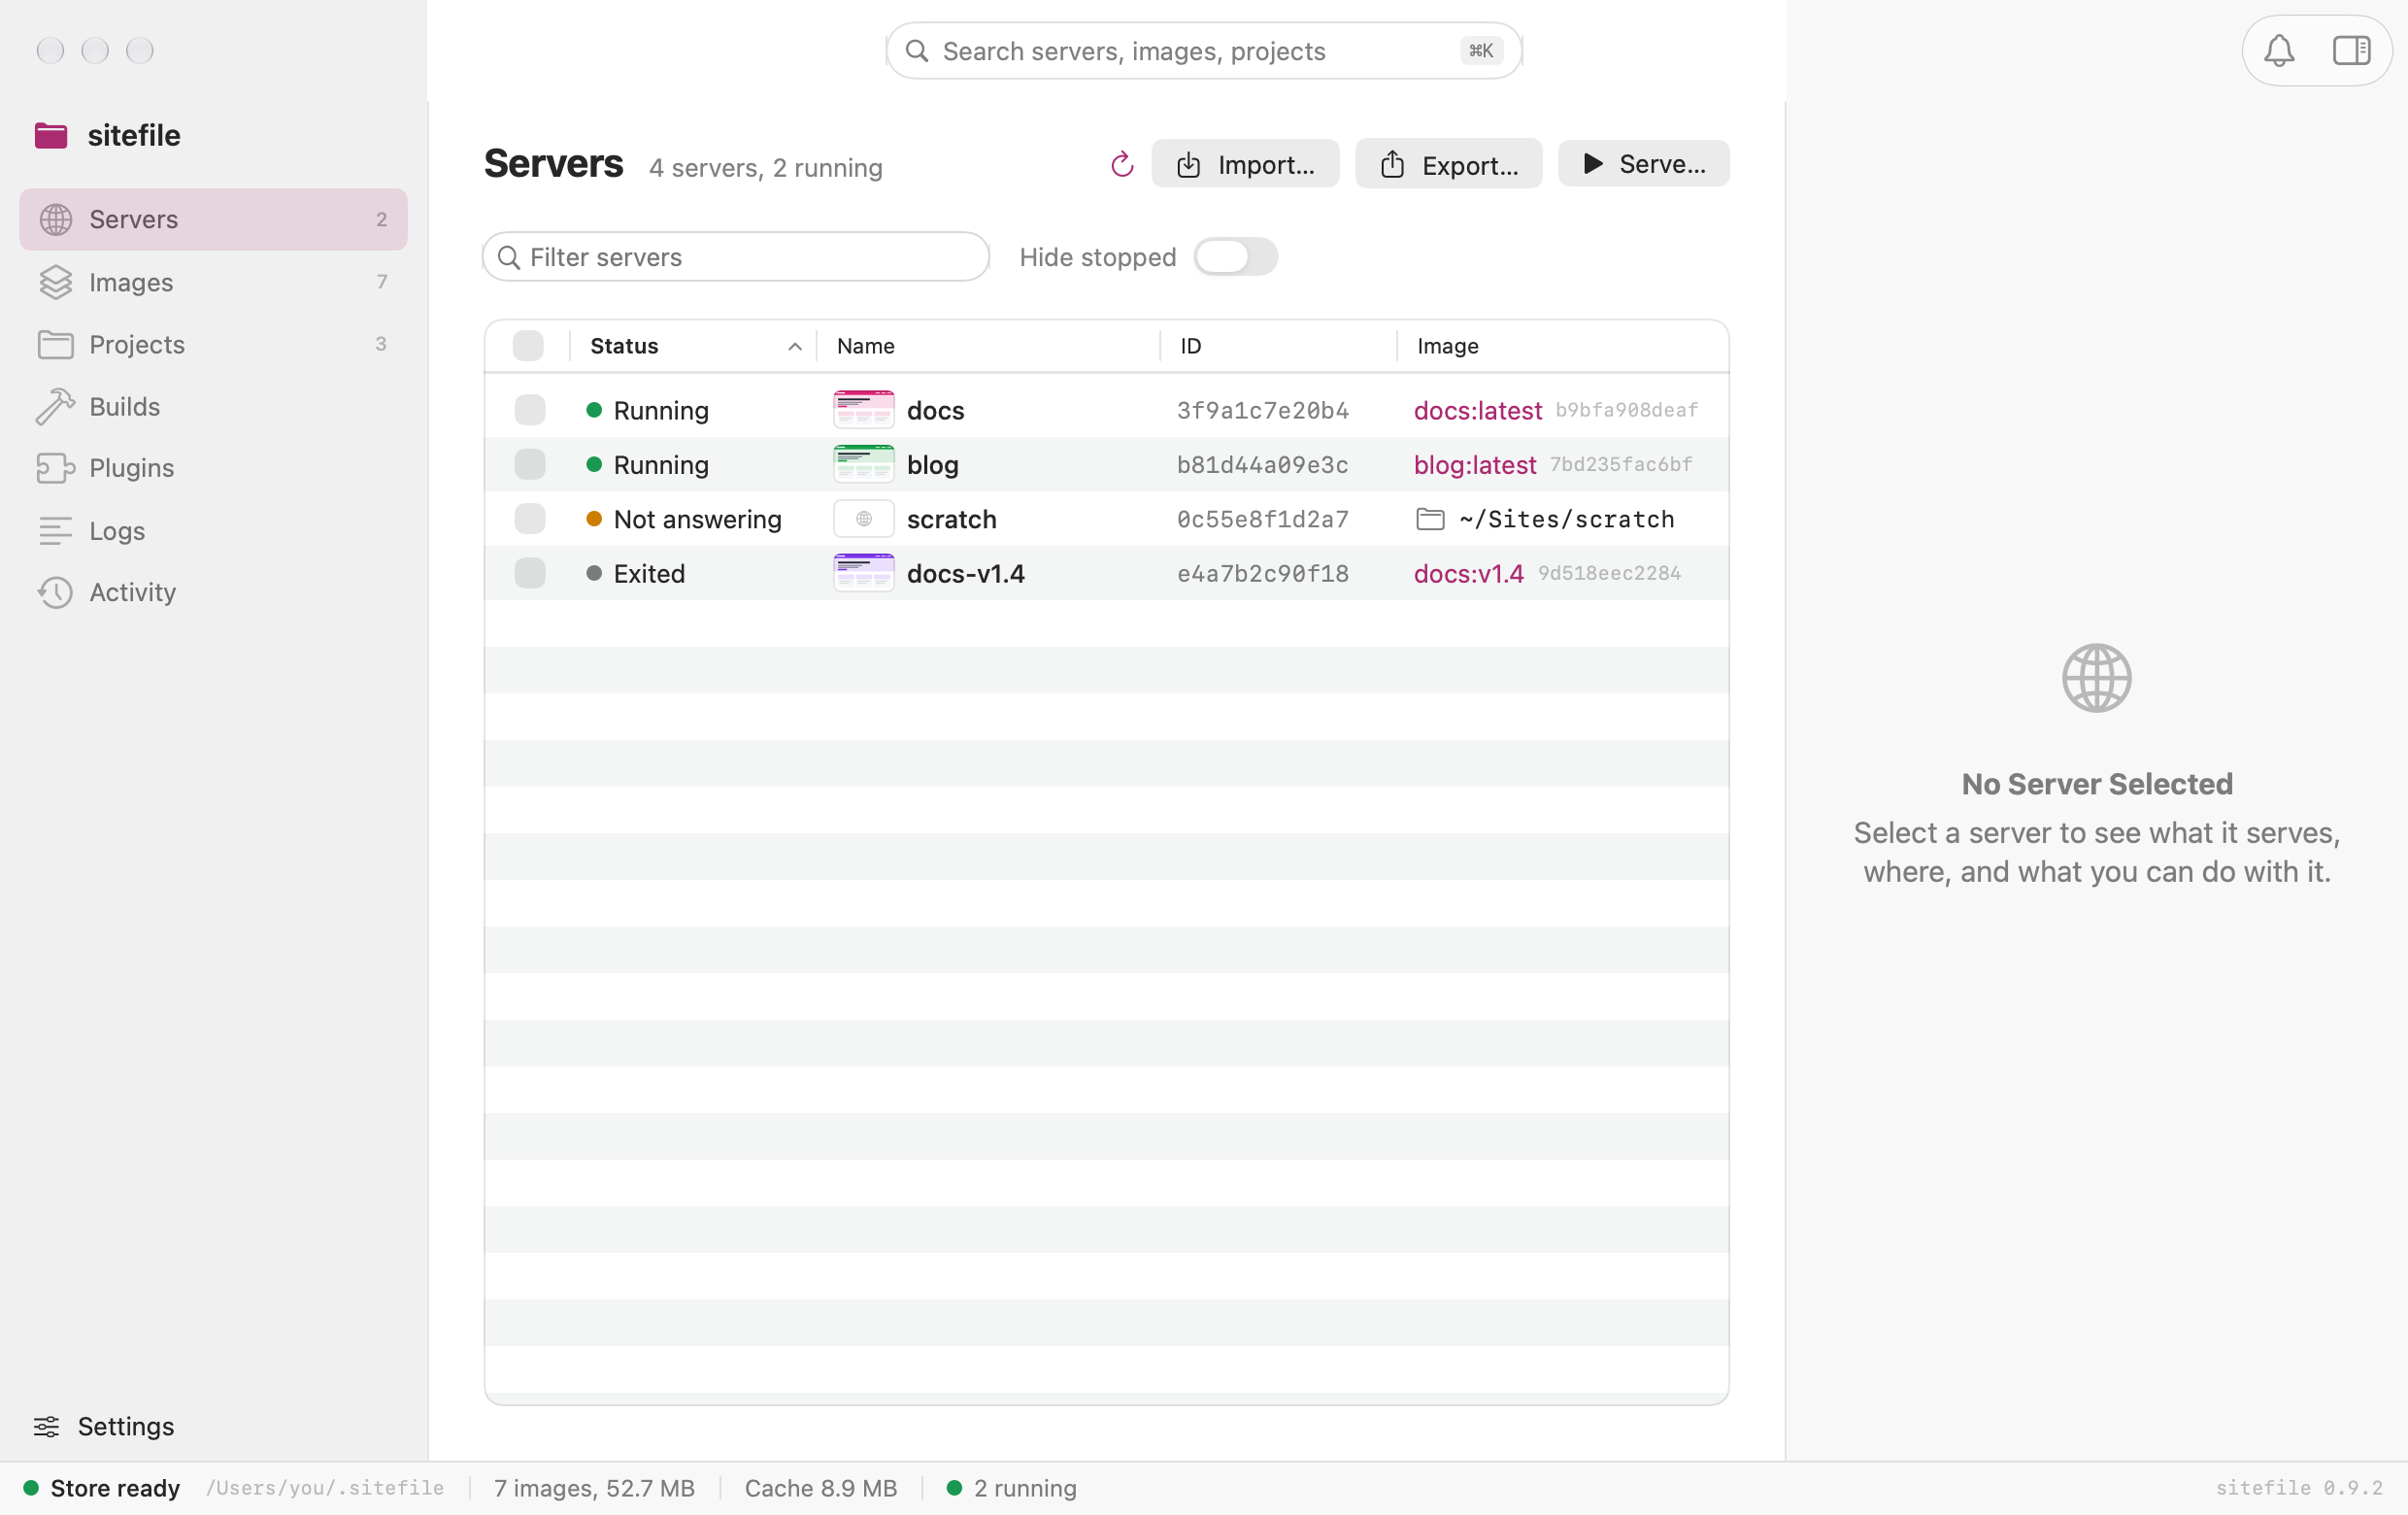 Search servers, images, projects ⌘K
sitefile
Servers 2
Images 7
Projects 3
Builds
Plugins
Logs
Activity
Settings
Servers 4 servers, 2 running
Import... Export... Serve...
Filter servers Hide stopped
Status Name ID Image
Running docs 3f9a1c7e20b4 docs:latest b9bfa908deaf
Running blog b81d44a09e3c blog:latest 7bd235fac6bf
Not answering scratch 0c55e8f1d2a7 ~/Sites/scratch
Exited docs-v1.4 e4a7b2c90f18 docs:v1.4 9d518eec2284
No Server Selected
Select a server to see what it serves,
where, and what you can do with it.
Store ready /Users/you/.sitefile 7 images, 52.7 MB Cache 8.9 MB 2 running sitefile 0.9.2